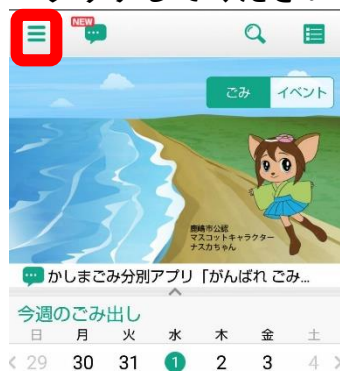 NEW
ごみ イベント
鹿嶋市公認
マスコットキャラクター
ナスカちゃん
かしまごみ分別アプリ「がんばれ ごみ...
今週のごみ出し
日 月 火 水 木 金 土
< 29 30 31 1 2 3 4 >